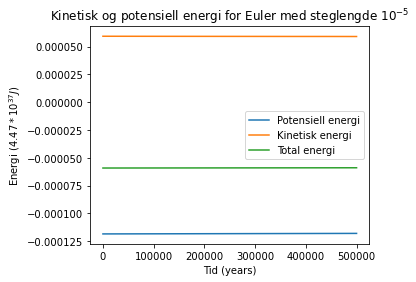 Kinetisk og potensiell energi for Euler med steglengde 10⁻⁵
0.000050
0.000025
0.000000
−0.000025
−0.000050
−0.000075
−0.000100
−0.000125
Energi (4.47 * 10³⁷J)
Potensiell energi
Kinetisk energi
Total energi
0 100000 200000 300000 400000 500000
Tid (years)